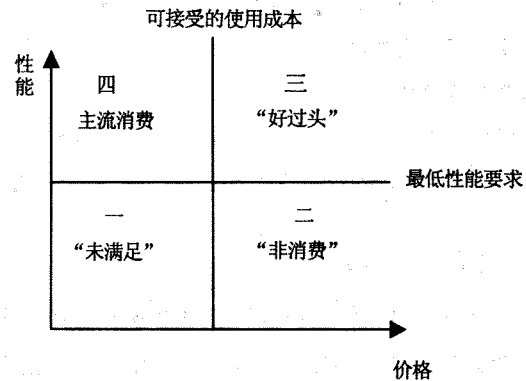 可接受的使用成本
性能
四
主流消费
三
“好过头”
最低性能要求
一
“未满足”
二
“非消费”
价格